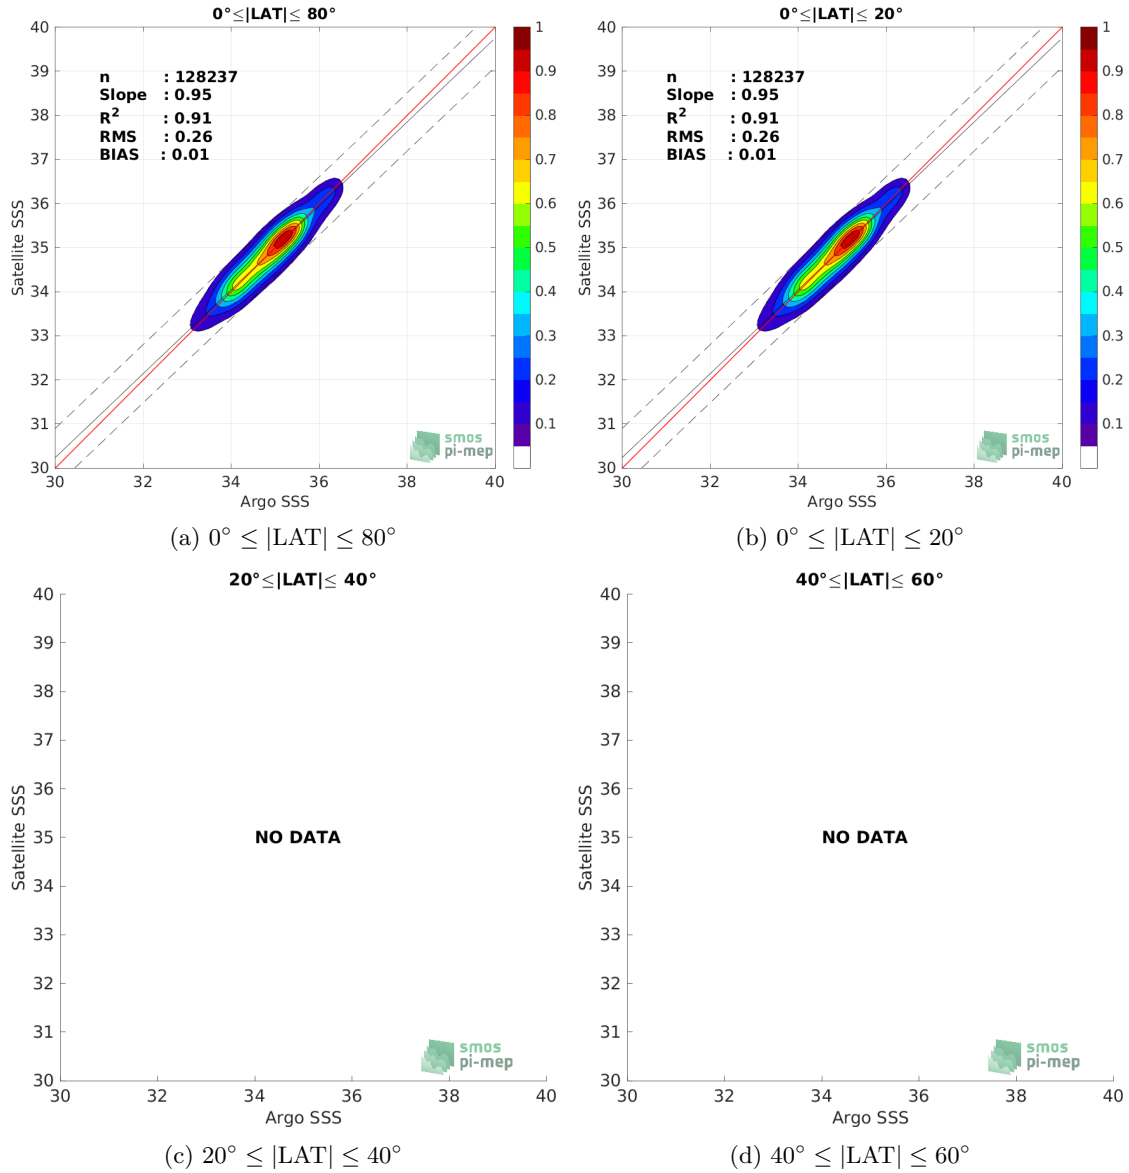 0°≤|LAT|≤ 80°
40
39
38
37
36
35
34
33
32
31
30
30
32
34
36
38
40
Satellite SSS
Argo SSS
n : 128237
Slope : 0.95
R² : 0.91
RMS : 0.26
BIAS : 0.01
smos
pi-mep
1
0.9
0.8
0.7
0.6
0.5
0.4
0.3
0.2
0.1
(a) 0° ≤ |LAT| ≤ 80°
0°≤|LAT|≤ 20°
40
39
38
37
36
35
34
33
32
31
30
30
32
34
36
38
40
Satellite SSS
Argo SSS
n : 128237
Slope : 0.95
R² : 0.91
RMS : 0.26
BIAS : 0.01
smos
pi-mep
1
0.9
0.8
0.7
0.6
0.5
0.4
0.3
0.2
0.1
(b) 0° ≤ |LAT| ≤ 20°
20°≤|LAT|≤ 40°
40
39
38
37
36
35
34
33
32
31
30
30
32
34
36
38
40
Satellite SSS
Argo SSS
NO DATA
smos
pi-mep
(c) 20° ≤ |LAT| ≤ 40°
40°≤|LAT|≤ 60°
40
39
38
37
36
35
34
33
32
31
30
30
32
34
36
38
40
Satellite SSS
Argo SSS
NO DATA
smos
pi-mep
(d) 40° ≤ |LAT| ≤ 60°